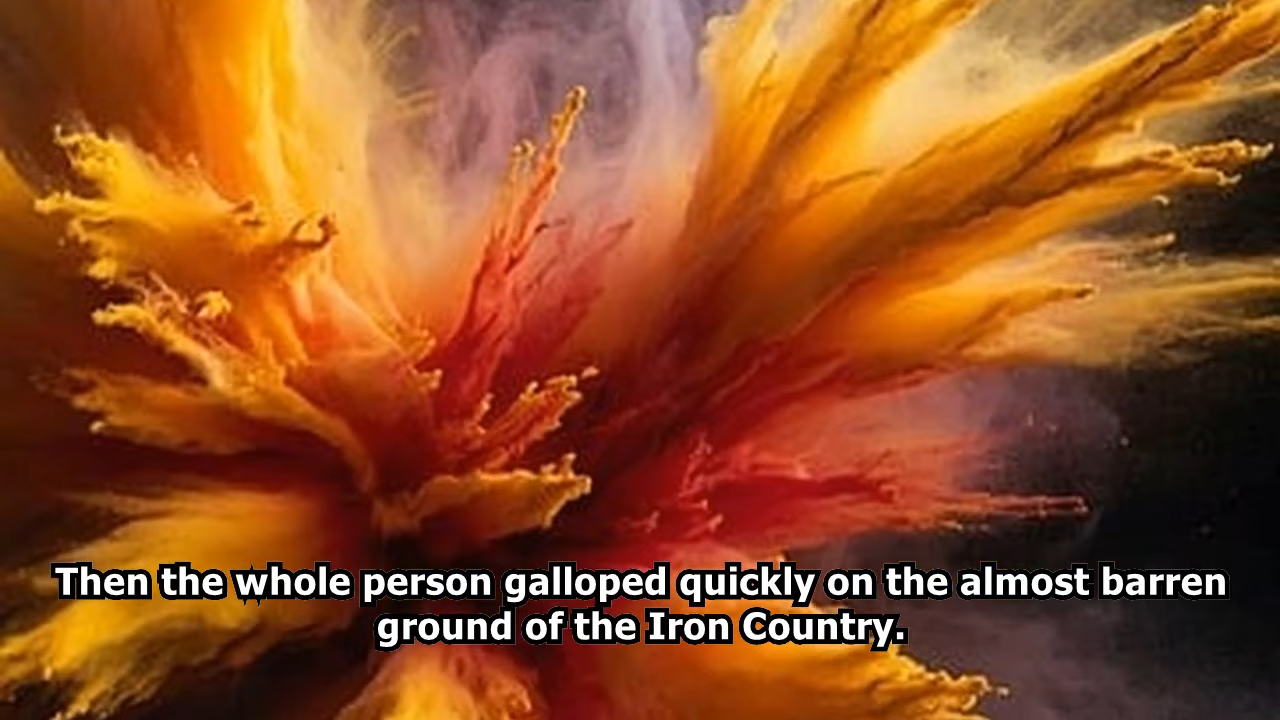 Then the whole person galloped quickly on the almost barren
ground of the Iron Country.